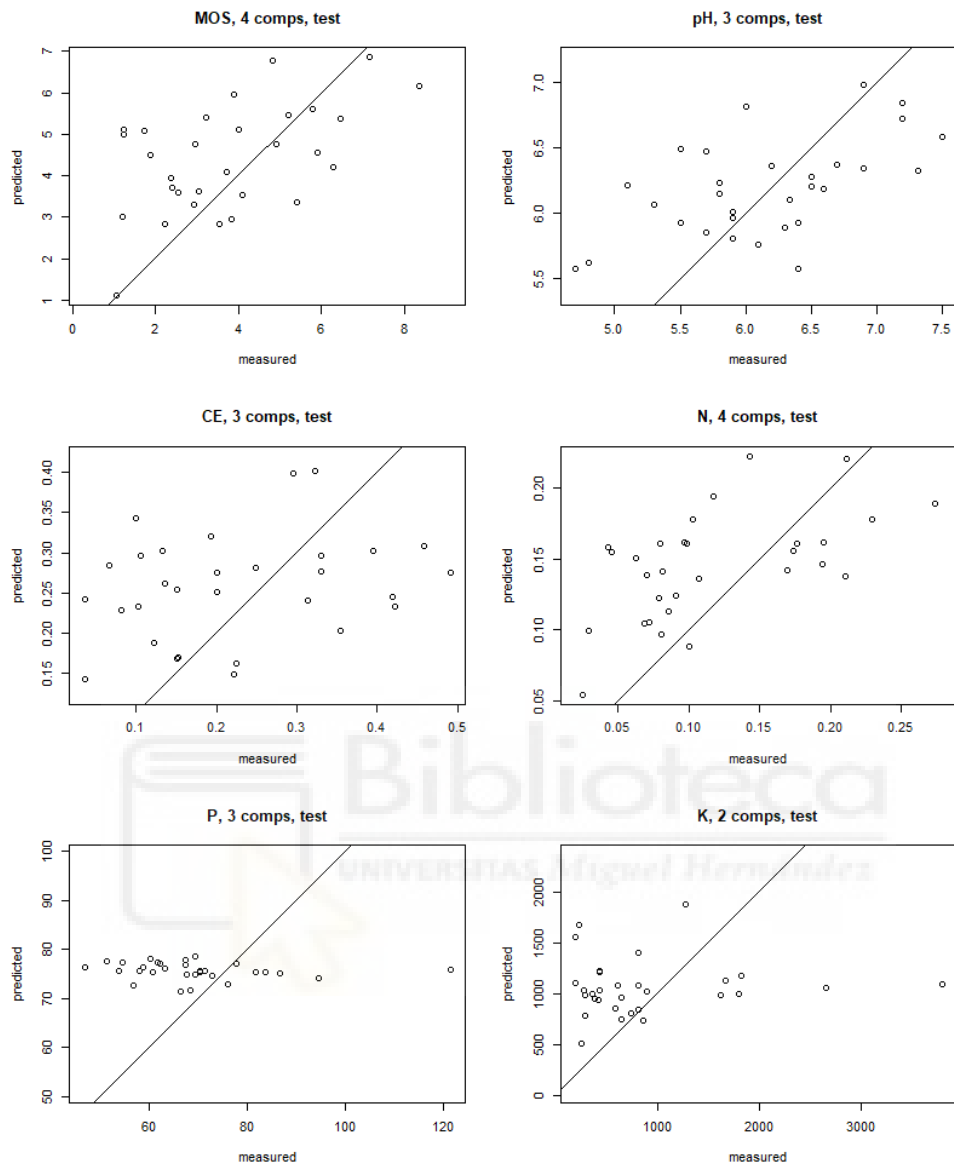 MOS, 4 comps, test
predicted
1 2 3 4 5 6 7
0 2 4 6 8
measured
pH, 3 comps, test
predicted
5.5 6.0 6.5 7.0
5.0 5.5 6.0 6.5 7.0 7.5
measured
CE, 3 comps, test
predicted
0.15 0.20 0.25 0.30 0.35 0.40
0.1 0.2 0.3 0.4 0.5
measured
N, 4 comps, test
predicted
0.05 0.10 0.15 0.20
0.05 0.10 0.15 0.20 0.25
measured
P, 3 comps, test
predicted
50 60 70 80 90 100
60 80 100 120
measured
K, 2 comps, test
predicted
0 500 1000 1500 2000
1000 2000 3000
measured
Biblioteca
UNIVERSITAS Miguel Hernández